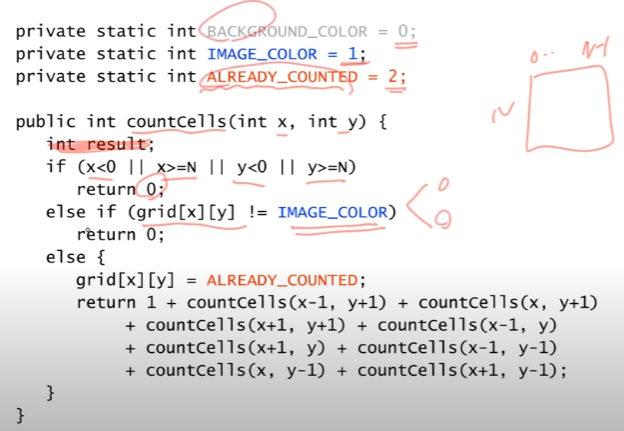 private static int BACKGROUND_COLOR = 0;
private static int IMAGE_COLOR = 1;
private static int ALREADY_COUNTED = 2;
0.. N-1
N
public int countCells(int x, int y) {
int result;
if (x<0 || x>=N || y<0 || y>=N)
return 0;
else if (grid[x][y] != IMAGE_COLOR)
0
0
return 0;
else {
grid[x][y] = ALREADY_COUNTED;
return 1 + countCells(x-1, y+1) + countCells(x, y+1)
+ countCells(x+1, y+1) + countCells(x-1, y)
+ countCells(x+1, y) + countCells(x-1, y-1)
+ countCells(x, y-1) + countCells(x+1, y-1);
}
}